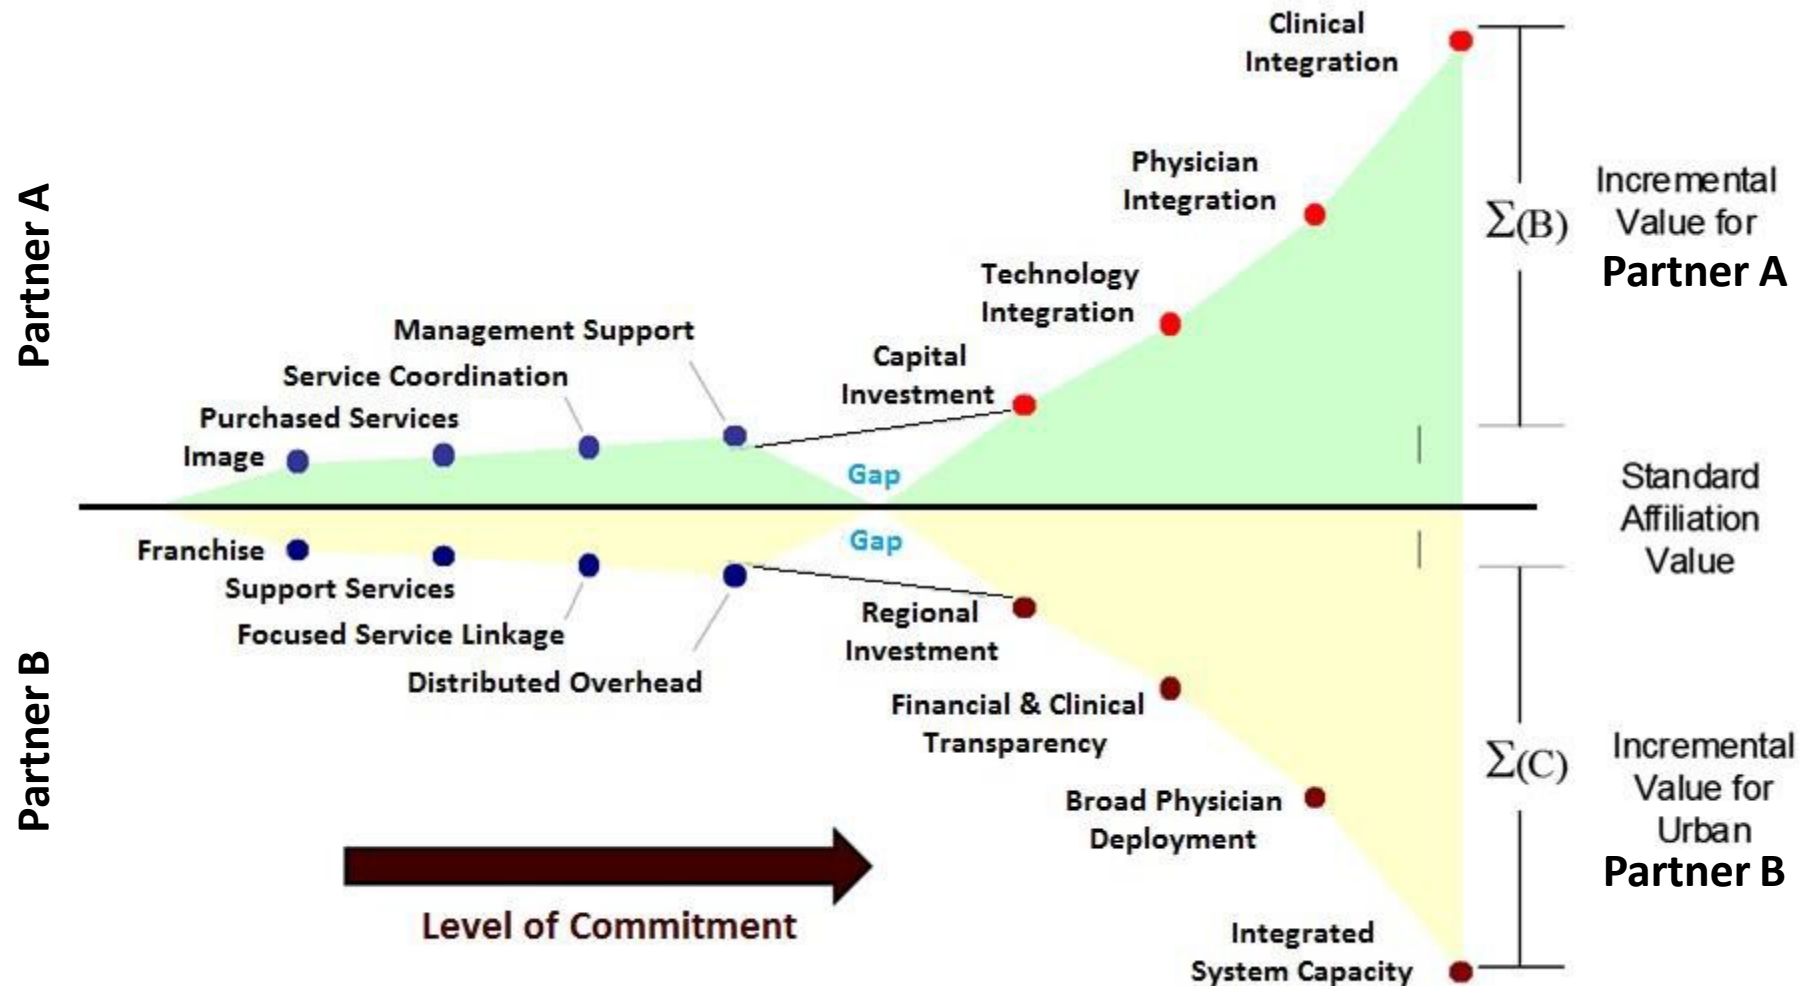 Partner A
Clinical
Integration
Physician
Integration
Technology
Integration
Capital
Investment
Management Support
Service Coordination
Purchased Services
Image
Gap
Σ(B)
Incremental
Value for
Partner A
Standard
Affiliation
Value
Partner B
Gap
Franchise
Support Services
Focused Service Linkage
Distributed Overhead
Regional
Investment
Financial & Clinical
Transparency
Broad Physician
Deployment
Integrated
System Capacity
Σ(C)
Incremental
Value for
Urban
Partner B
Level of Commitment